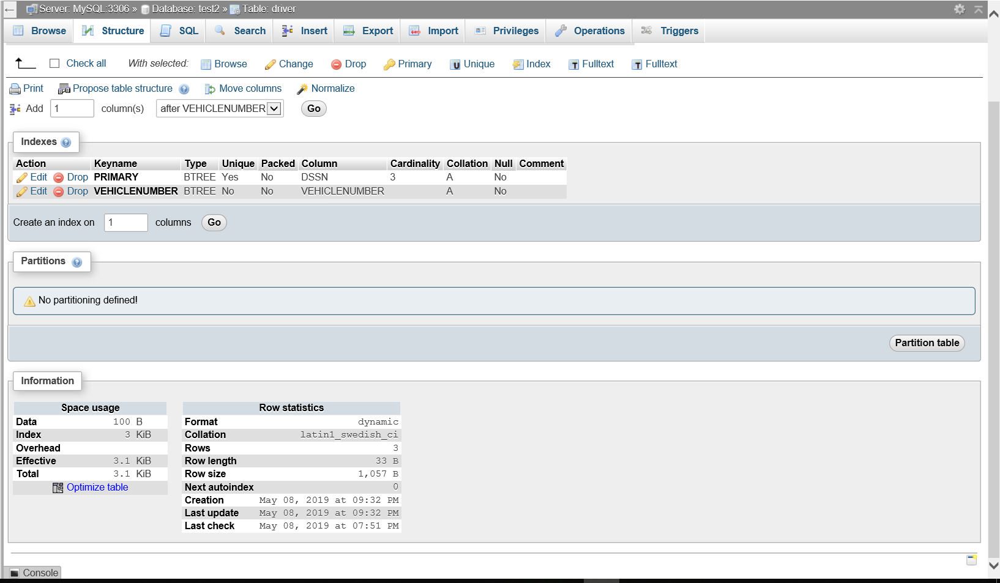 Server: MySQL:3306 » Database: test2 » Table: driver
Browse Structure SQL Search Insert Export Import Privileges Operations Triggers
Check all With selected: Browse Change Drop Primary Unique Index Fulltext Fulltext
Print Propose table structure Move columns Normalize
Add 1 column(s) after VEHICLENUMBER Go
Indexes
Action Keyname Type Unique Packed Column Cardinality Collation Null Comment
Edit Drop PRIMARY BTREE Yes No DSSN 3 A No
Edit Drop VEHICLENUMBER BTREE No No VEHICLENUMBER A No
Create an index on 1 columns Go
Partitions
No partitioning defined!
Partition table
Information
Space usage
Data 100 B
Index 3 KiB
Overhead
Effective 3.1 KiB
Total 3.1 KiB
Optimize table
Row statistics
Format dynamic
Collation latin1_swedish_ci
Rows 3
Row length 33 B
Row size 1,057 B
Next autoindex 0
Creation May 08, 2019 at 09:32 PM
Last update May 08, 2019 at 09:32 PM
Last check May 08, 2019 at 07:51 PM
Console